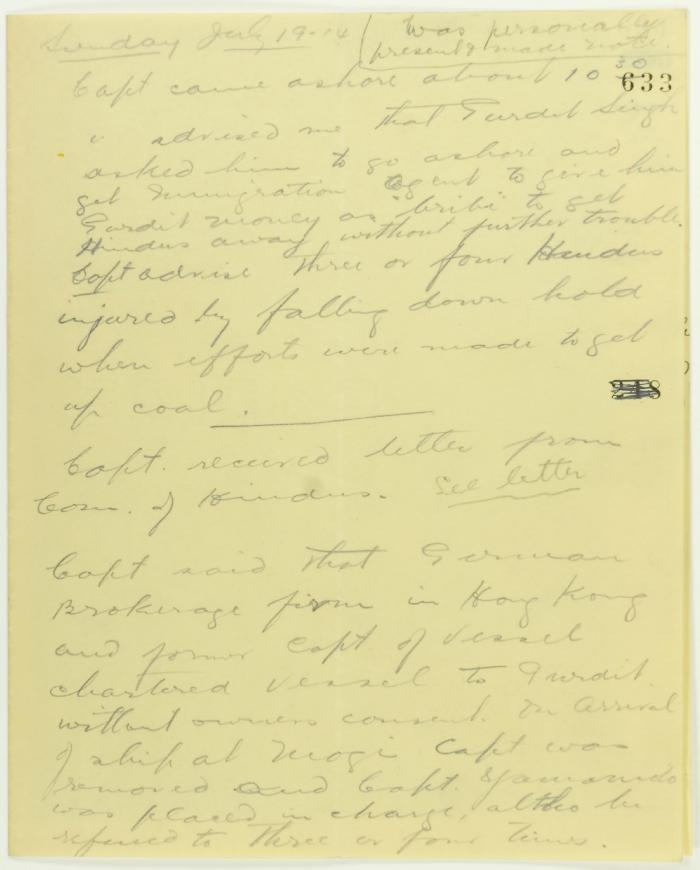 Sunday July 19-14 (Was personally
present & made note.
Capt came ashore about 10 30
633
" advised me that Gurdit Singh
asked him to go ashore and
get Immigration Agent to give him
Gurdit money as "bribe" to get
Hindus away without further trouble.
Capt advise three or four Hindus
injured by falling down hold
when efforts were made to get
up coal.
Capt. received letter from
Com. of Hindus. See letter
Capt said that German
Brokerage firm in Hong Kong
and former Capt of vessel
chartered vessel to Gurdit
without owners consent. On arrival
of ship at Mogi Capt was
removed and Capt. Yamamoto
was placed in charge, altho he
refused to three or four times.